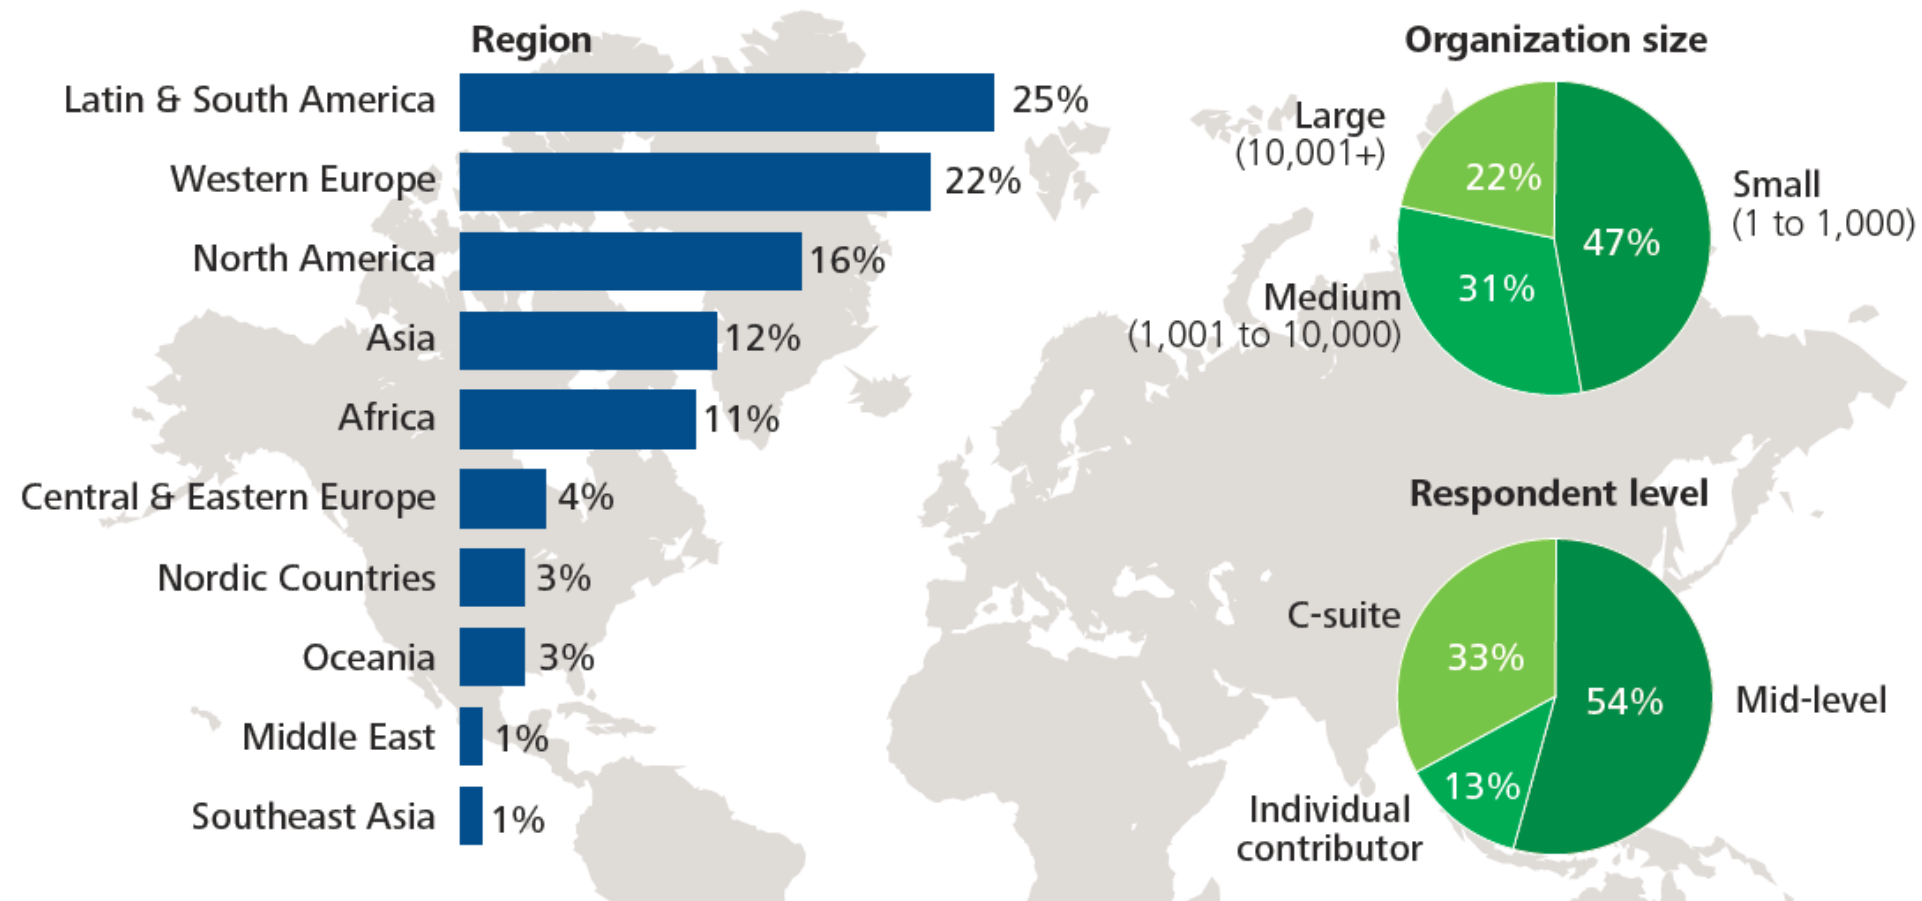 Region
Latin & South America 25%
Western Europe 22%
North America 16%
Asia 12%
Africa 11%
Central & Eastern Europe 4%
Nordic Countries 3%
Oceania 3%
Middle East 1%
Southeast Asia 1%
Organization size
Large
(10,001+)
22%
Small
(1 to 1,000)
47%
Medium
(1,001 to 10,000)
31%
Respondent level
C-suite
33%
Mid-level
54%
Individual
contributor
13%